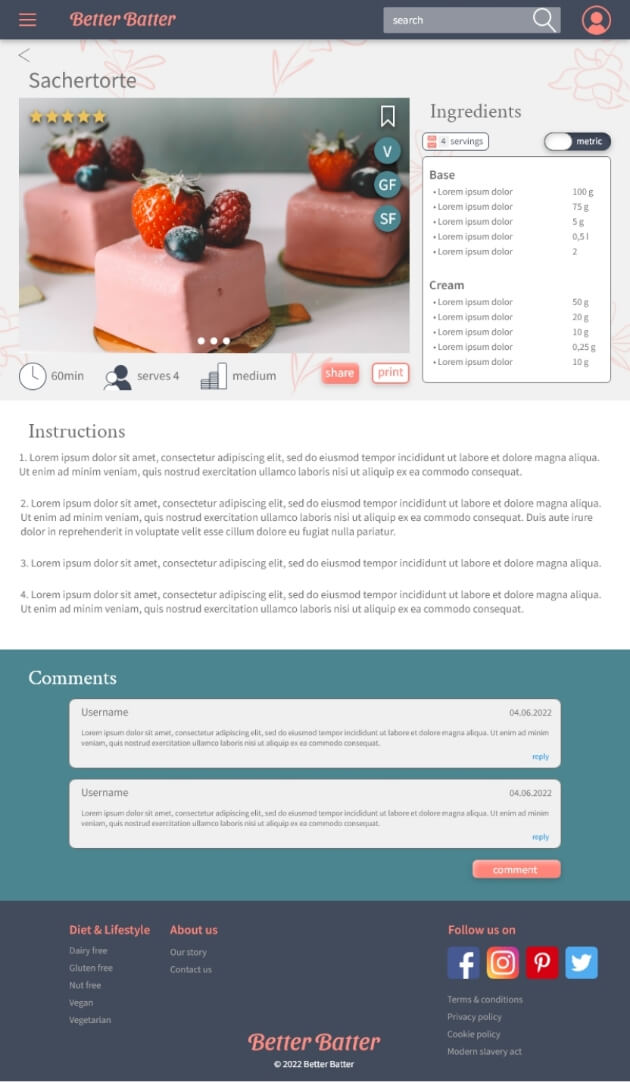 Better Batter
search
<
Sachertorte
V
GF
SF
60min
serves 4
medium
share
print
Ingredients
4 servings
metric
Base
• Lorem ipsum dolor 100 g
• Lorem ipsum dolor 75 g
• Lorem ipsum dolor 5 g
• Lorem ipsum dolor 0,5 l
• Lorem ipsum dolor 2
Cream
• Lorem ipsum dolor 50 g
• Lorem ipsum dolor 20 g
• Lorem ipsum dolor 10 g
• Lorem ipsum dolor 0,25 g
• Lorem ipsum dolor 10 g
Instructions
1. Lorem ipsum dolor sit amet, consectetur adipiscing elit, sed do eiusmod tempor incididunt ut labore et dolore magna aliqua.
Ut enim ad minim veniam, quis nostrud exercitation ullamco laboris nisi ut aliquip ex ea commodo consequat.
2. Lorem ipsum dolor sit amet, consectetur adipiscing elit, sed do eiusmod tempor incididunt ut labore et dolore magna aliqua.
Ut enim ad minim veniam, quis nostrud exercitation ullamco laboris nisi ut aliquip ex ea commodo consequat. Duis aute irure
dolor in reprehenderit in voluptate velit esse cillum dolore eu fugiat nulla pariatur.
3. Lorem ipsum dolor sit amet, consectetur adipiscing elit, sed do eiusmod tempor incididunt ut labore et dolore magna aliqua.
4. Lorem ipsum dolor sit amet, consectetur adipiscing elit, sed do eiusmod tempor incididunt ut labore et dolore magna aliqua.
Ut enim ad minim veniam, quis nostrud exercitation ullamco laboris nisi ut aliquip ex ea commodo consequat.
Comments
Username 04.06.2022
Lorem ipsum dolor sit amet, consectetur adipiscing elit, sed do eiusmod tempor incididunt ut labore et dolore magna aliqua. Ut enim ad minim
veniam, quis nostrud exercitation ullamco laboris nisi ut aliquip ex ea commodo consequat.
reply
Username 04.06.2022
Lorem ipsum dolor sit amet, consectetur adipiscing elit, sed do eiusmod tempor incididunt ut labore et dolore magna aliqua. Ut enim ad minim
veniam, quis nostrud exercitation ullamco laboris nisi ut aliquip ex ea commodo consequat.
reply
comment
Diet & Lifestyle
Dairy free
Gluten free
Nut free
Vegan
Vegetarian
About us
Our story
Contact us
Follow us on
Terms & conditions
Privacy policy
Cookie policy
Modern slavery act
Better Batter
© 2022 Better Batter